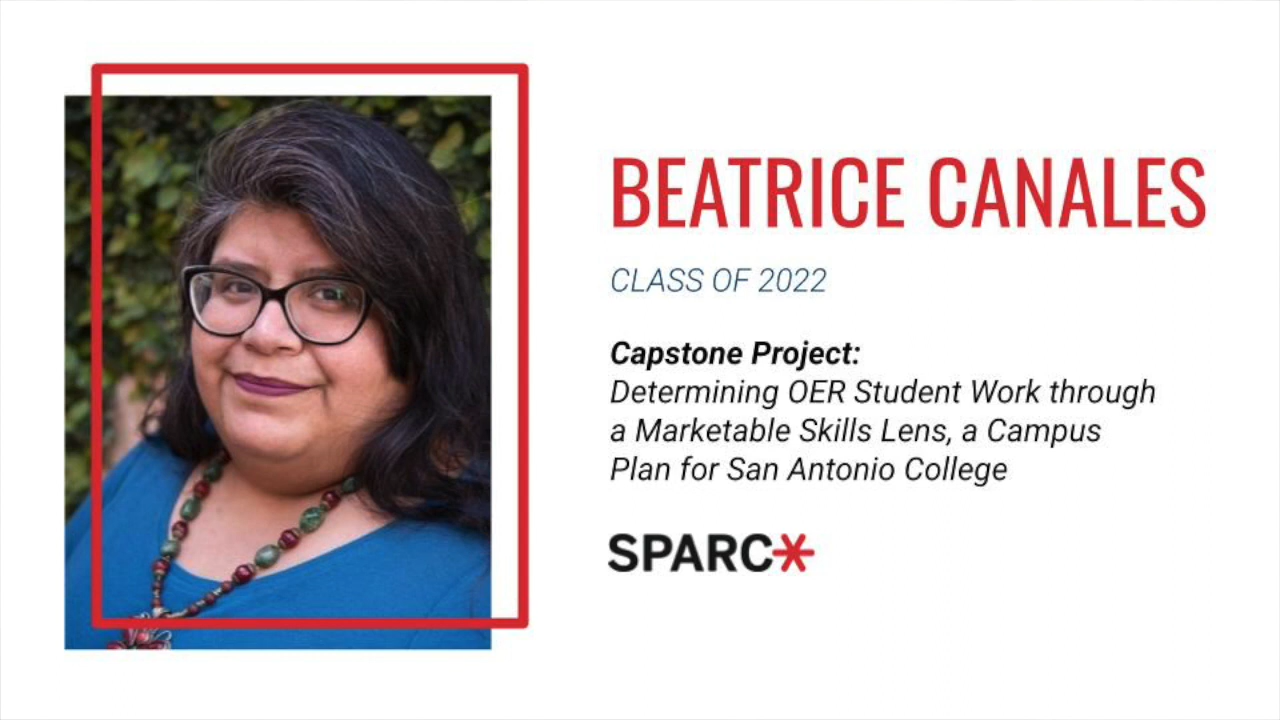 BEATRICE CANALES
CLASS OF 2022
Capstone Project:
Determining OER Student Work through
a Marketable Skills Lens, a Campus
Plan for San Antonio College
SPARC